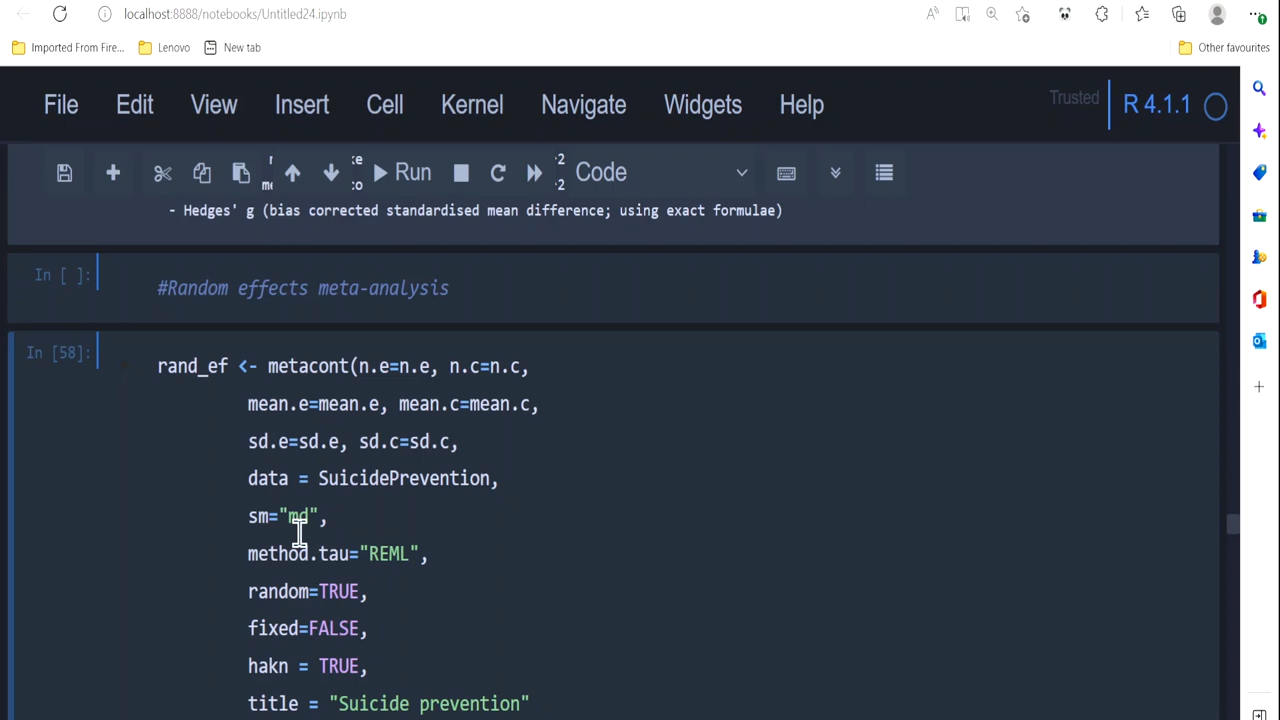 localhost:8888/notebooks/Untitled24.ipynb
Imported From Fire... Lenovo New tab Other favourites
File Edit View Insert Cell Kernel Navigate Widgets Help Trusted R 4.1.1
Run Code
- Hedges' g (bias corrected standardised mean difference; using exact formulae)
In [ ]: #Random effects meta-analysis
In [58]: rand_ef <- metacont(n.e=n.e, n.c=n.c,
mean.e=mean.e, mean.c=mean.c,
sd.e=sd.e, sd.c=sd.c,
data = SuicidePrevention,
sm="md",
method.tau="REML",
random=TRUE,
fixed=FALSE,
hakn = TRUE,
title = "Suicide prevention"